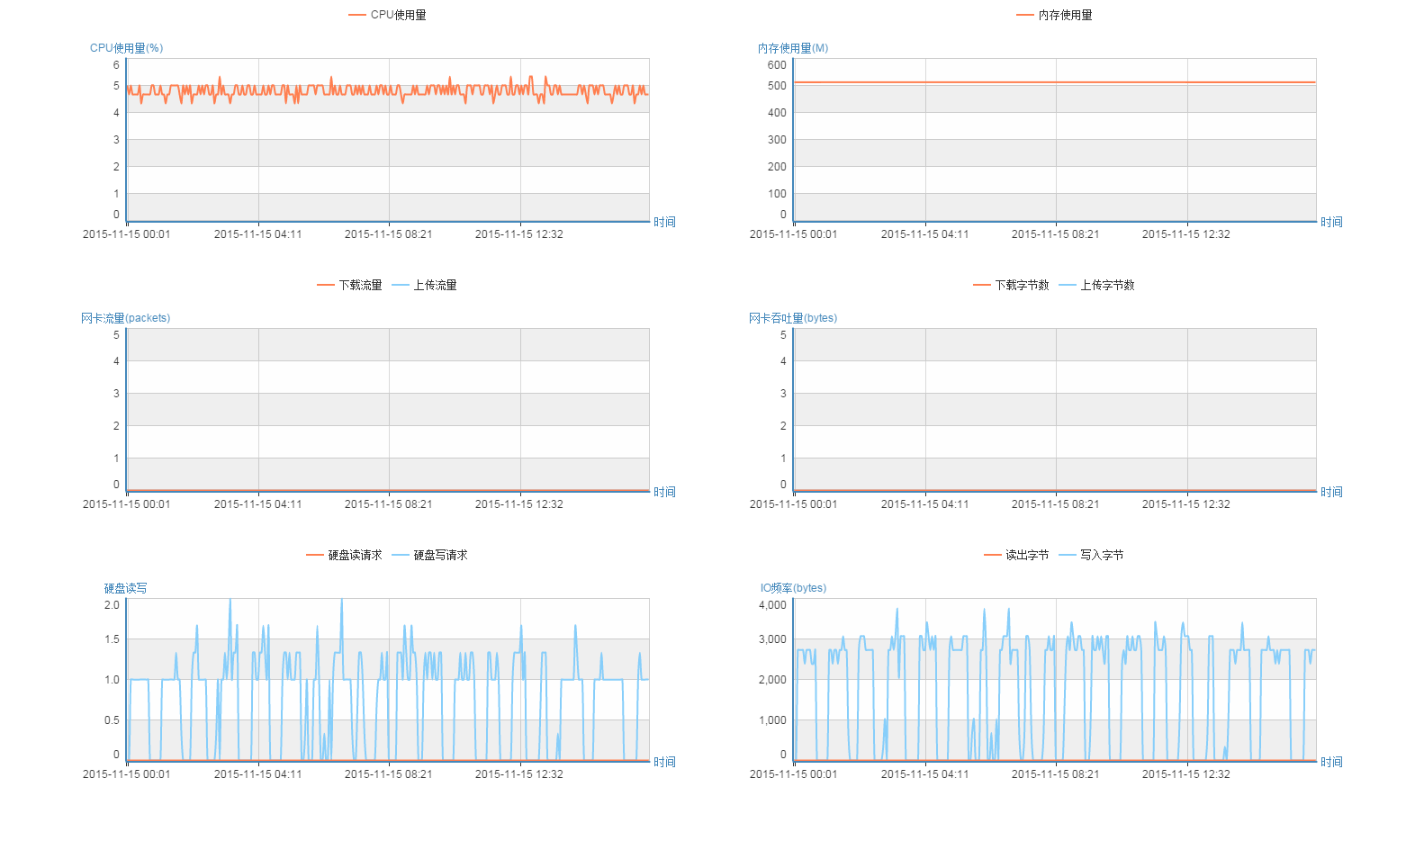 CPU使用量
CPU使用量(%)
6
5
4
3
2
1
0
时间
2015-11-15 00:01 2015-11-15 04:11 2015-11-15 08:21 2015-11-15 12:32
内存使用量
内存使用量(M)
600
500
400
300
200
100
0
时间
2015-11-15 00:01 2015-11-15 04:11 2015-11-15 08:21 2015-11-15 12:32
下载流量 上传流量
网卡流量(packets)
5
4
3
2
1
0
时间
2015-11-15 00:01 2015-11-15 04:11 2015-11-15 08:21 2015-11-15 12:32
下载字节数 上传字节数
网卡吞吐量(bytes)
5
4
3
2
1
0
时间
2015-11-15 00:01 2015-11-15 04:11 2015-11-15 08:21 2015-11-15 12:32
硬盘读请求 硬盘写请求
硬盘读写
2.0
1.5
1.0
0.5
0
时间
2015-11-15 00:01 2015-11-15 04:11 2015-11-15 08:21 2015-11-15 12:32
读出字节 写入字节
IO频率(bytes)
4,000
3,000
2,000
1,000
0
时间
2015-11-15 00:01 2015-11-15 04:11 2015-11-15 08:21 2015-11-15 12:32